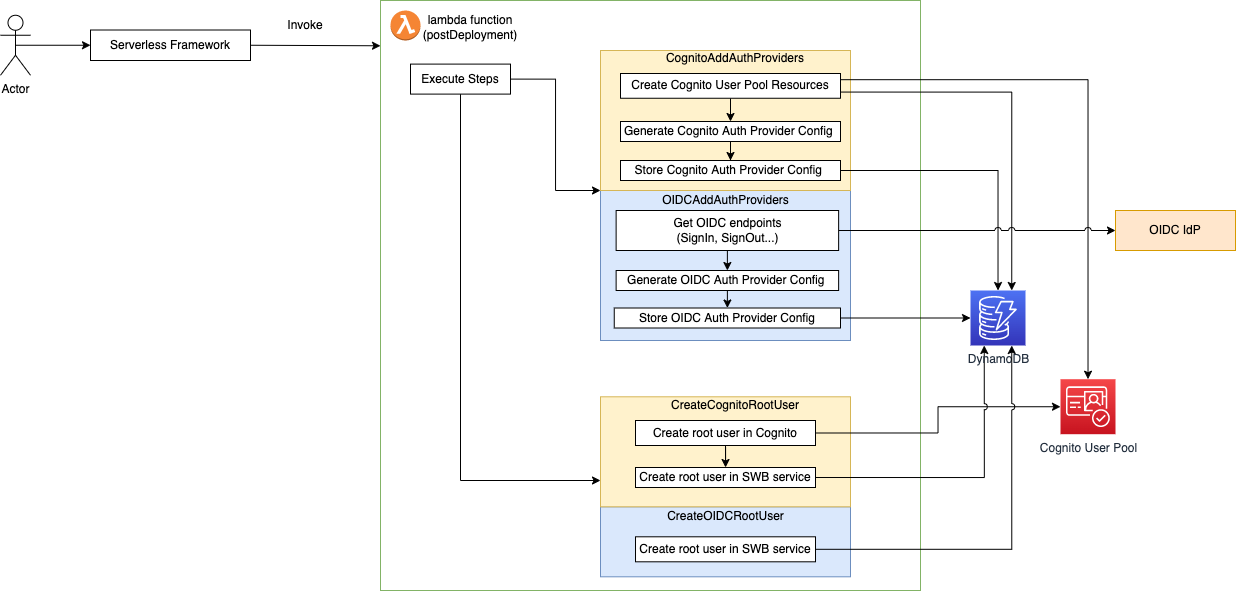 Actor
Serverless Framework
Invoke
lambda function
(postDeployment)
Execute Steps
CognitoAddAuthProviders
Create Cognito User Pool Resources
Generate Cognito Auth Provider Config
Store Cognito Auth Provider Config
OIDCAddAuthProviders
Get OIDC endpoints
(SignIn, SignOut...)
Generate OIDC Auth Provider Config
Store OIDC Auth Provider Config
OIDC IdP
DynamoDB
CreateCognitoRootUser
Create root user in Cognito
Create root user in SWB service
Cognito User Pool
CreateOIDCRootUser
Create root user in SWB service